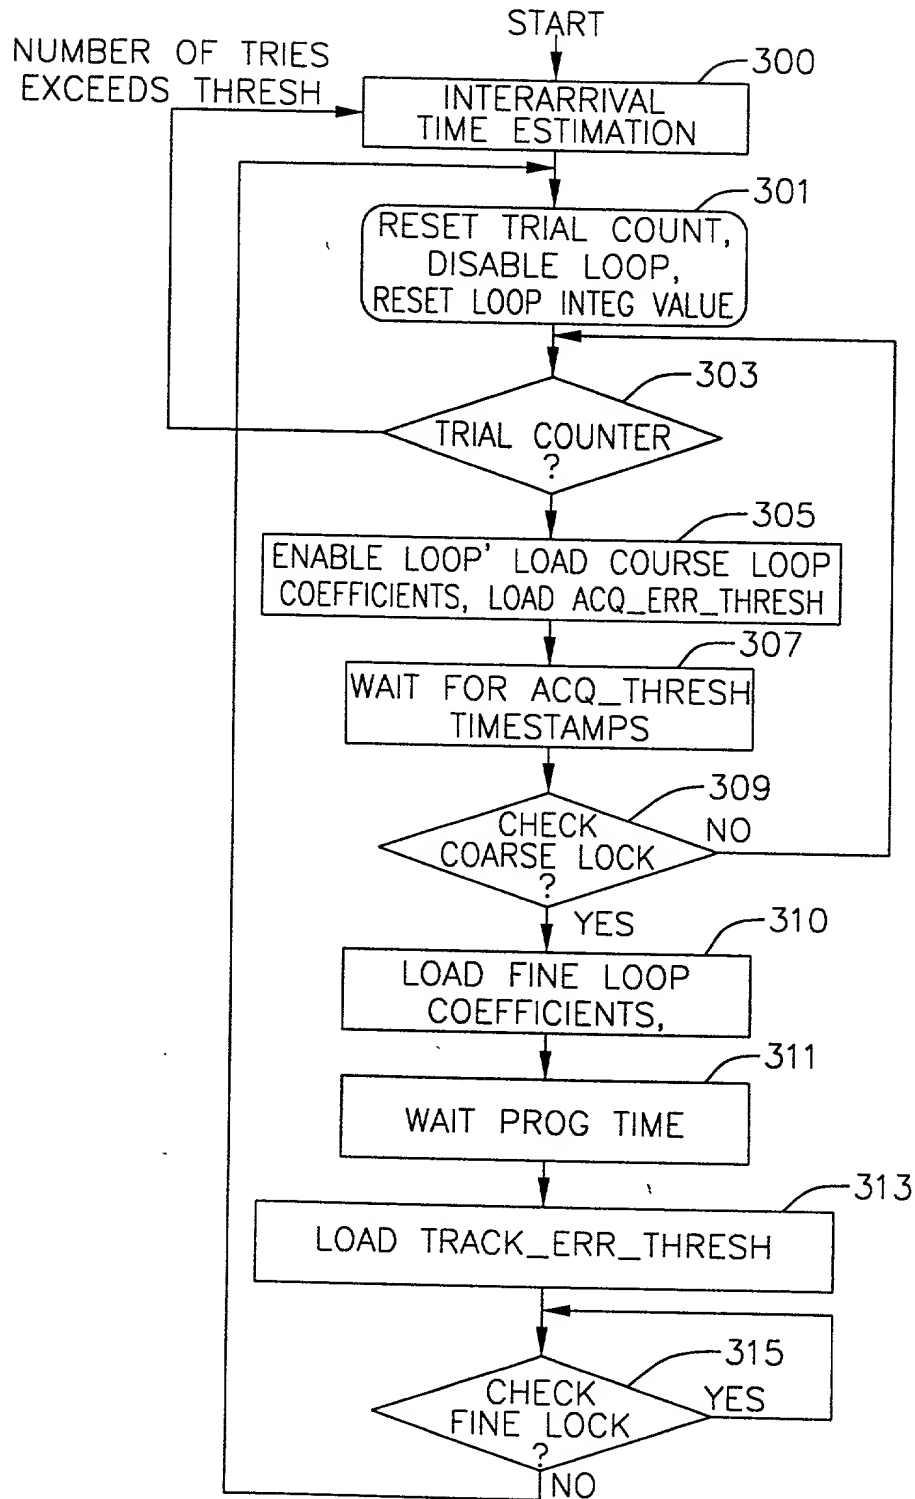 START
NUMBER OF TRIES
EXCEEDS THRESH
300
INTERARRIVAL
TIME ESTIMATION
301
RESET TRIAL COUNT,
DISABLE LOOP,
RESET LOOP INTEG VALUE
303
TRIAL COUNTER
?
305
ENABLE LOOP' LOAD COURSE LOOP
COEFFICIENTS, LOAD ACQ_ERR_THRESH
307
WAIT FOR ACQ_THRESH
TIMESTAMPS
309
CHECK
COARSE LOCK
?
NO
YES
310
LOAD FINE LOOP
COEFFICIENTS,
311
WAIT PROG TIME
313
LOAD TRACK_ERR_THRESH
315
CHECK
FINE LOCK
?
YES
NO